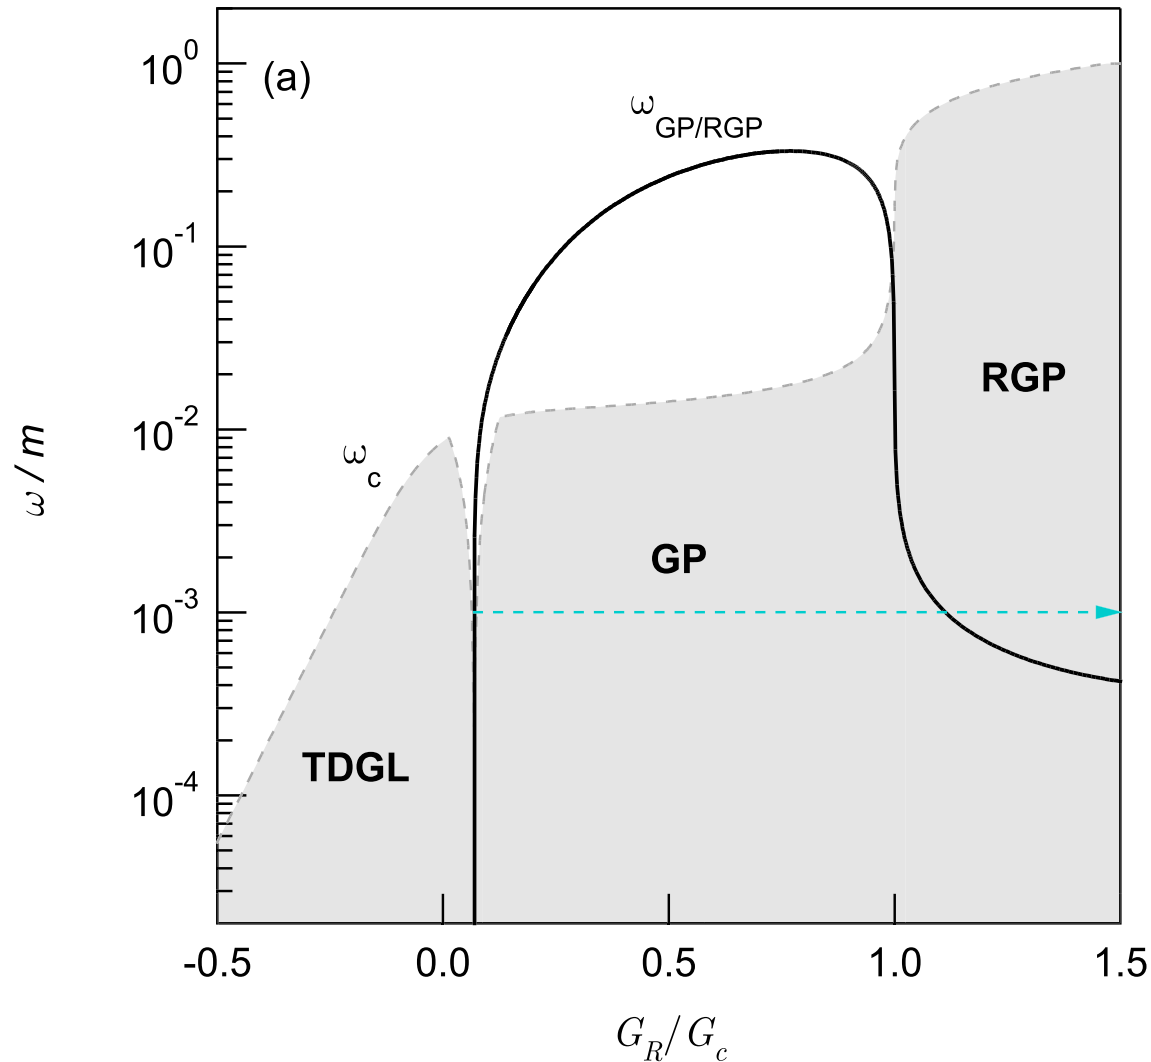 10^0
(a)
ω_GP/RGP
10^-1
RGP
10^-2
ω_c
ω / m
GP
10^-3
TDGL
10^-4
-0.5 0.0 0.5 1.0 1.5
G_R / G_c